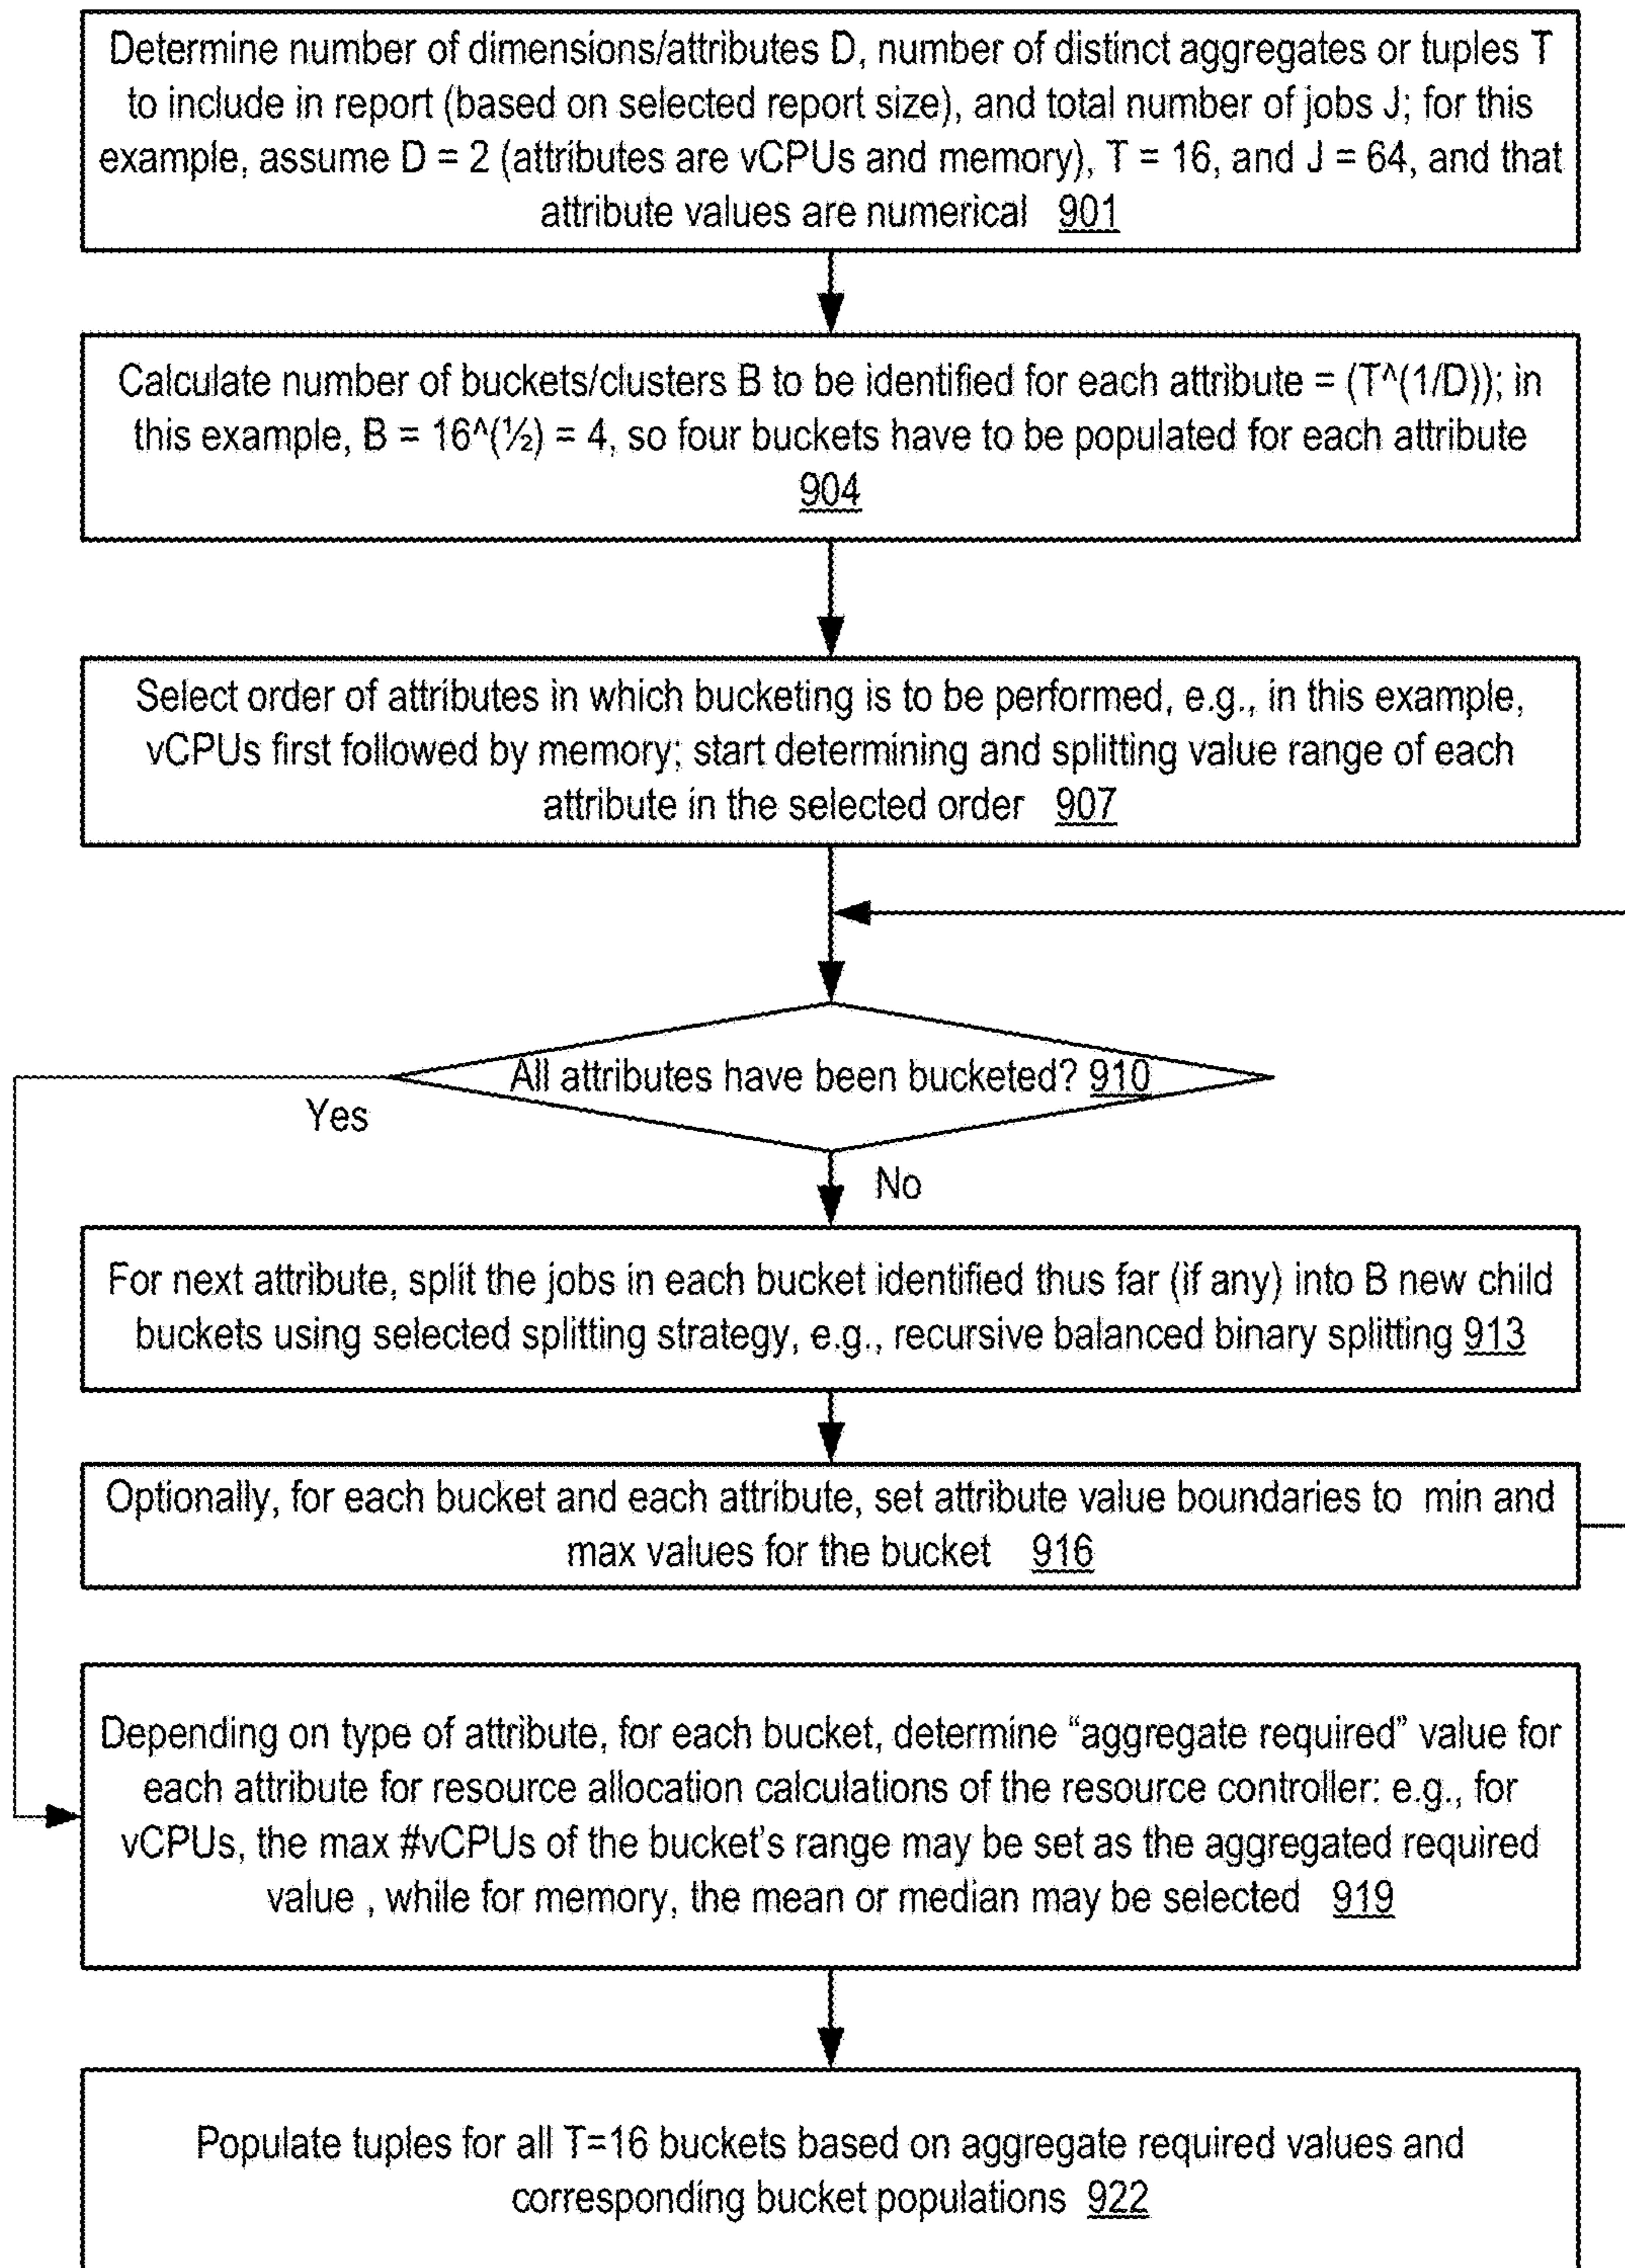 Determine number of dimensions/attributes D, number of distinct aggregates or tuples T
to include in report (based on selected report size), and total number of jobs J; for this
example, assume D = 2 (attributes are vCPUs and memory), T = 16, and J = 64, and that
attribute values are numerical 901
Calculate number of buckets/clusters B to be identified for each attribute = (T^(1/D)); in
this example, B = 16^(½) = 4, so four buckets have to be populated for each attribute
904
Select order of attributes in which bucketing is to be performed, e.g., in this example,
vCPUs first followed by memory; start determining and splitting value range of each
attribute in the selected order 907
All attributes have been bucketed? 910
Yes
No
For next attribute, split the jobs in each bucket identified thus far (if any) into B new child
buckets using selected splitting strategy, e.g., recursive balanced binary splitting 913
Optionally, for each bucket and each attribute, set attribute value boundaries to min and
max values for the bucket 916
Depending on type of attribute, for each bucket, determine “aggregate required” value for
each attribute for resource allocation calculations of the resource controller: e.g., for
vCPUs, the max #vCPUs of the bucket’s range may be set as the aggregated required
value , while for memory, the mean or median may be selected 919
Populate tuples for all T=16 buckets based on aggregate required values and
corresponding bucket populations 922